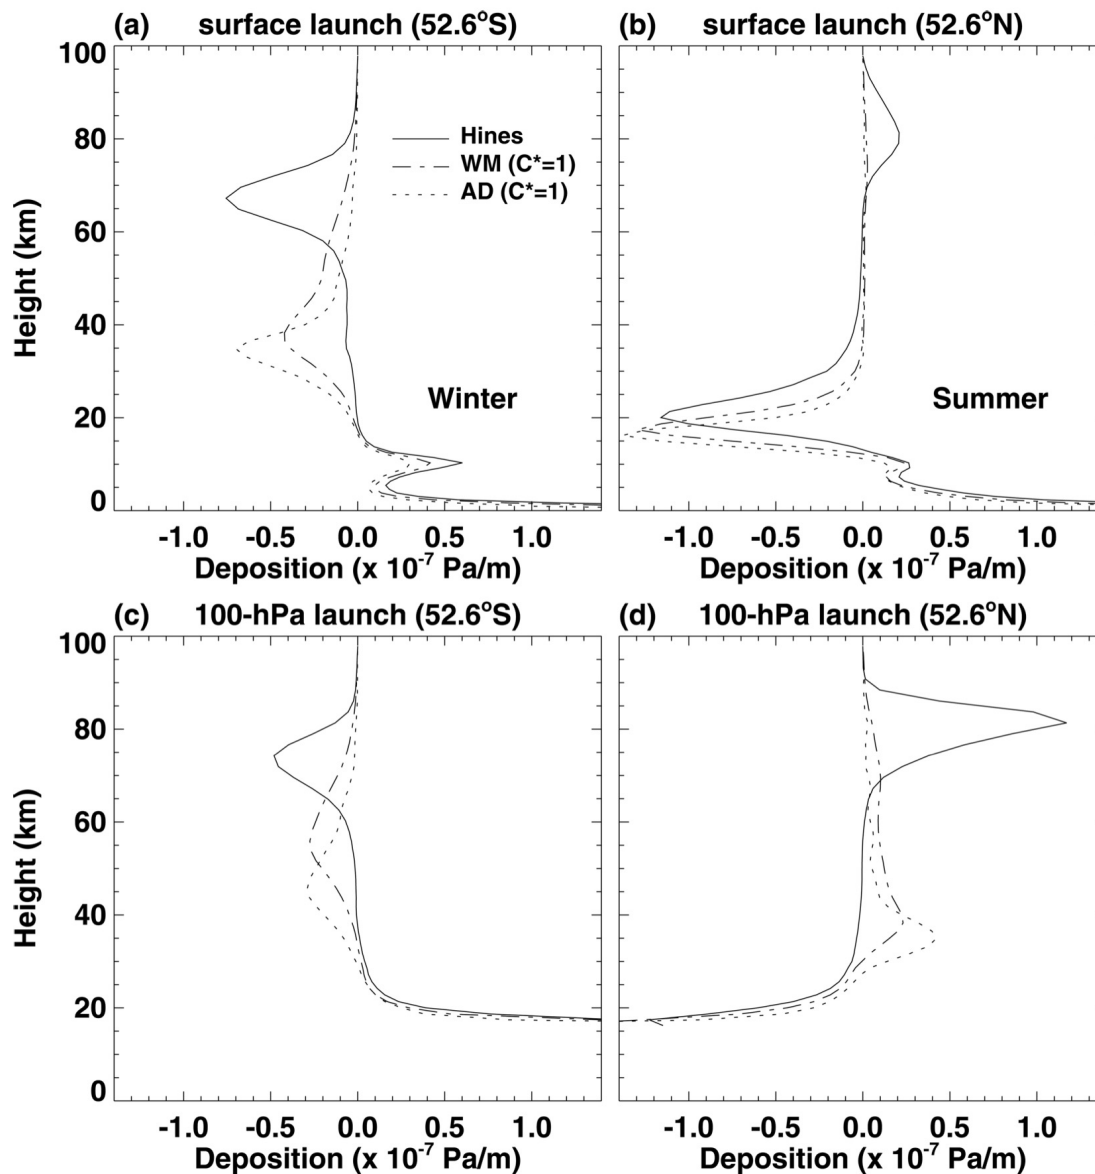 (a) surface launch (52.6°S)
(b) surface launch (52.6°N)
100
80
60
40
20
0
Height (km)
Hines
WM (C*=1)
AD (C*=1)
Winter
Summer
-1.0 -0.5 0.0 0.5 1.0
-1.0 -0.5 0.0 0.5 1.0
Deposition (x 10⁻⁷ Pa/m)
Deposition (x 10⁻⁷ Pa/m)
(c) 100-hPa launch (52.6°S)
(d) 100-hPa launch (52.6°N)
100
80
60
40
20
0
Height (km)
-1.0 -0.5 0.0 0.5 1.0
-1.0 -0.5 0.0 0.5 1.0
Deposition (x 10⁻⁷ Pa/m)
Deposition (x 10⁻⁷ Pa/m)